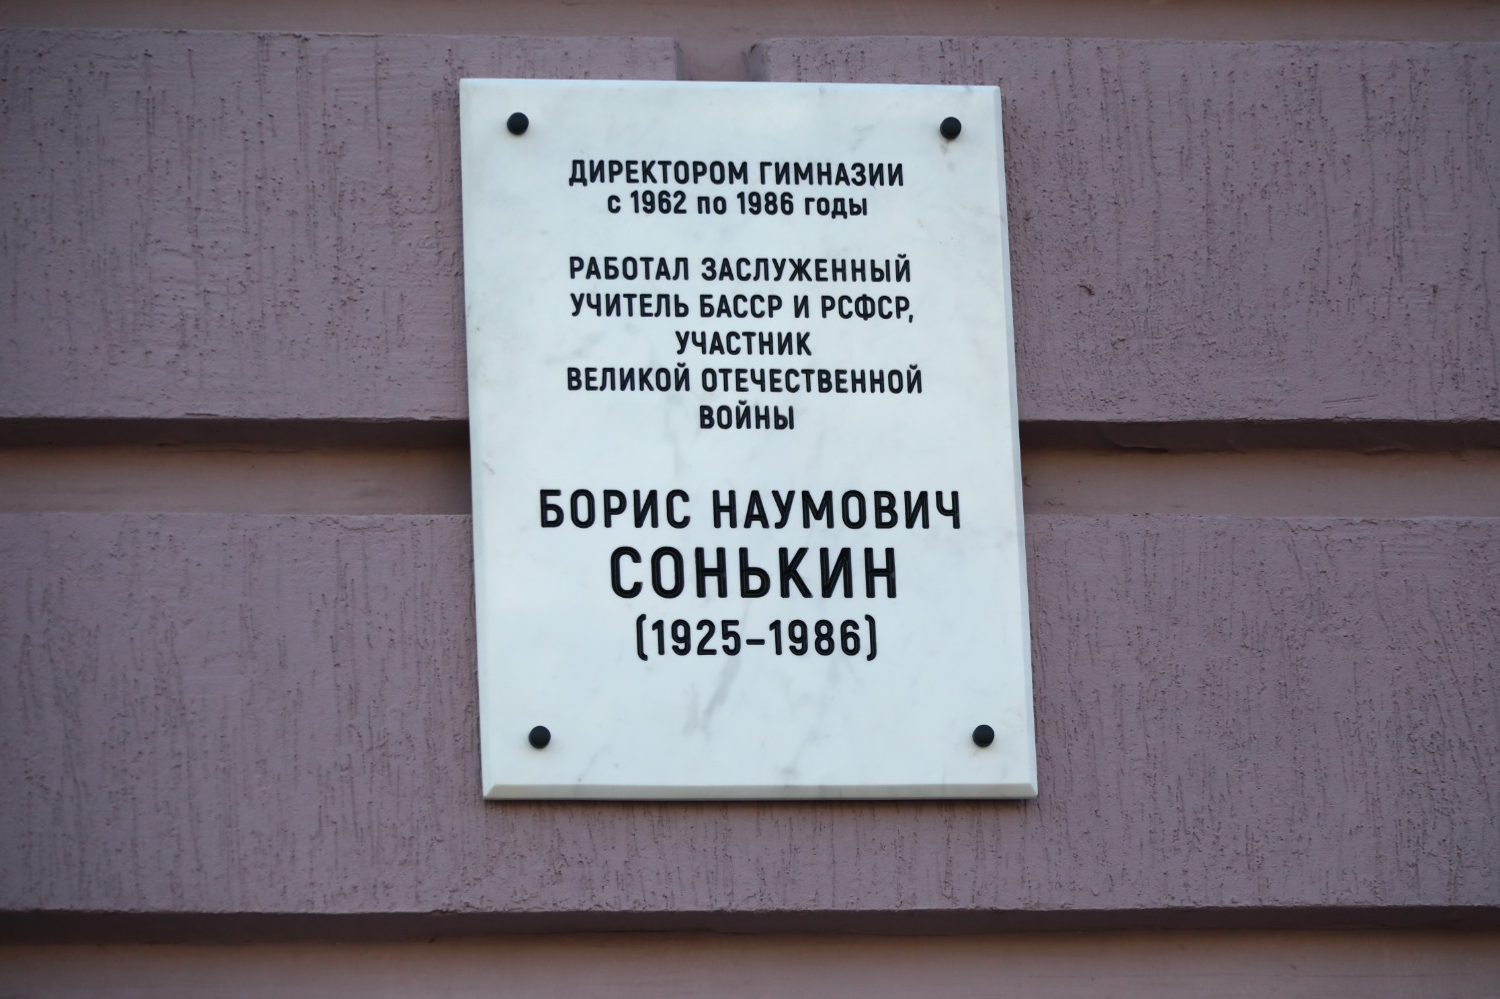 ДИРЕКТОРОМ ГИМНАЗИИ
с 1962 по 1986 годы
РАБОТАЛ ЗАСЛУЖЕННЫЙ
УЧИТЕЛЬ БАССР И РСФСР,
УЧАСТНИК
ВЕЛИКОЙ ОТЕЧЕСТВЕННОЙ
ВОЙНЫ
БОРИС НАУМОВИЧ
СОНЬКИН
(1925–1986)